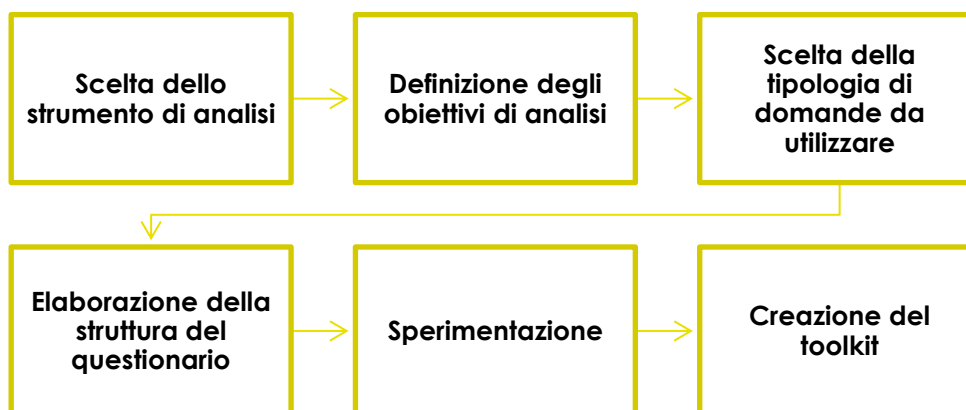 Scelta dello
strumento di analisi
Definizione degli
obiettivi di analisi
Scelta della
tipologia di
domande da
utilizzare
Elaborazione della
struttura del
questionario
Sperimentazione
Creazione del
toolkit